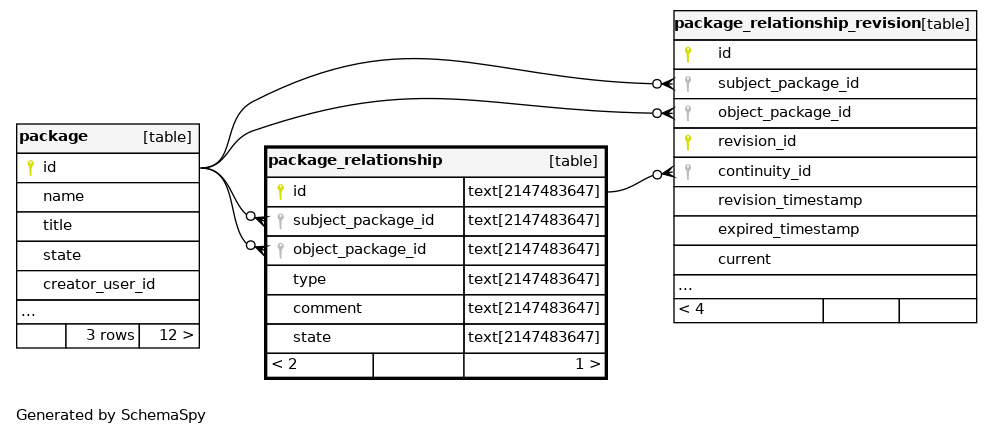 package [table]
id
name
title
state
creator_user_id
...
3 rows 12 >
package_relationship [table]
id text[2147483647]
subject_package_id text[2147483647]
object_package_id text[2147483647]
type text[2147483647]
comment text[2147483647]
state text[2147483647]
< 2 1 >
package_relationship_revision[table]
id
subject_package_id
object_package_id
revision_id
continuity_id
revision_timestamp
expired_timestamp
current
...
< 4
Generated by SchemaSpy